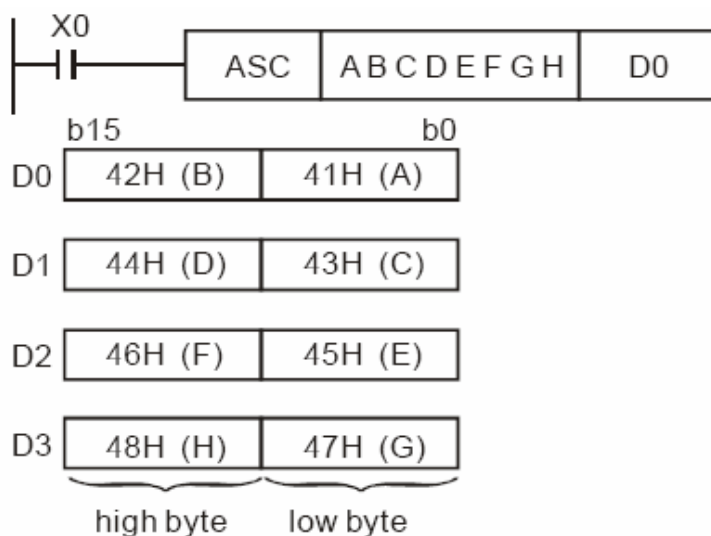 X0
ASC A B C D E F G H D0
b15 b0
D0 42H (B) 41H (A)
D1 44H (D) 43H (C)
D2 46H (F) 45H (E)
D3 48H (H) 47H (G)
high byte low byte